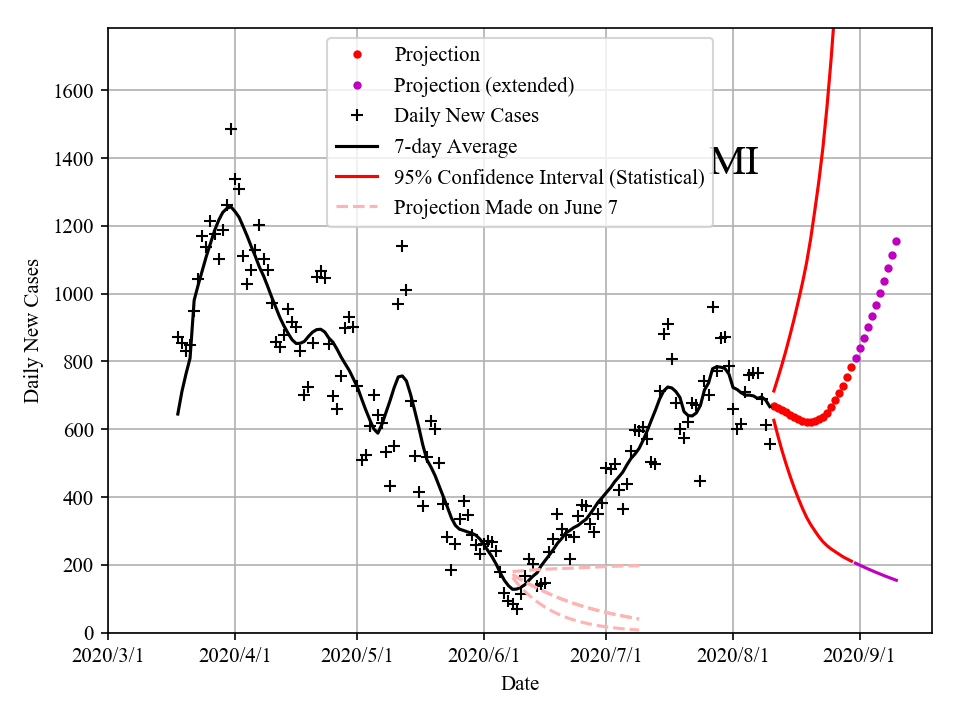 Projection
Projection (extended)
Daily New Cases
7-day Average
95% Confidence Interval (Statistical)
Projection Made on June 7
MI
1600
1400
1200
1000
800
600
400
200
0
Daily New Cases
2020/3/1 2020/4/1 2020/5/1 2020/6/1 2020/7/1 2020/8/1 2020/9/1
Date